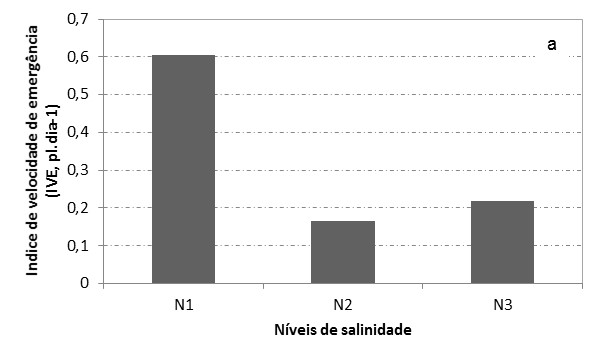 Indice de velocidade de emergência
(IVE, pl.dia-1)
0,7
0,6
0,5
0,4
0,3
0,2
0,1
0
a
N1 N2 N3
Níveis de salinidade